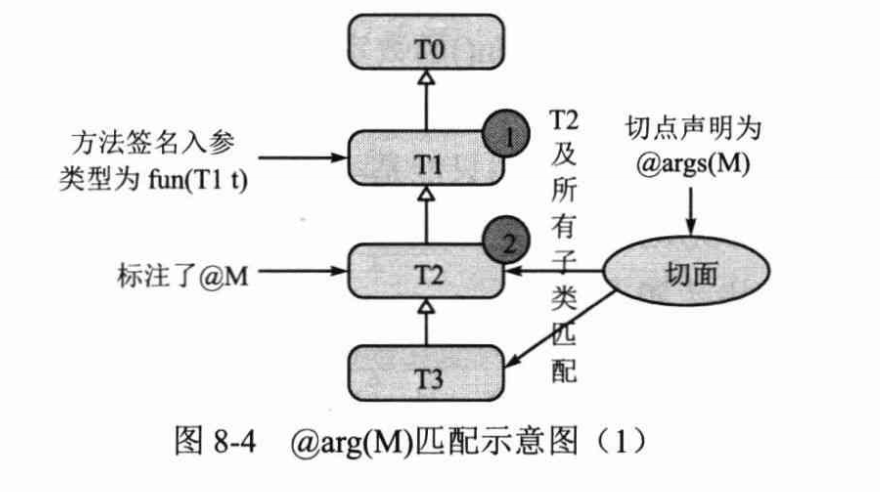 T0
方法签名入参
类型为 fun(T1 t)
T1
1
T2及所有子类匹配
切点声明为
@args(M)
标注了@M
T2
2
切面
T3
图 8-4 @arg(M)匹配示意图（1）